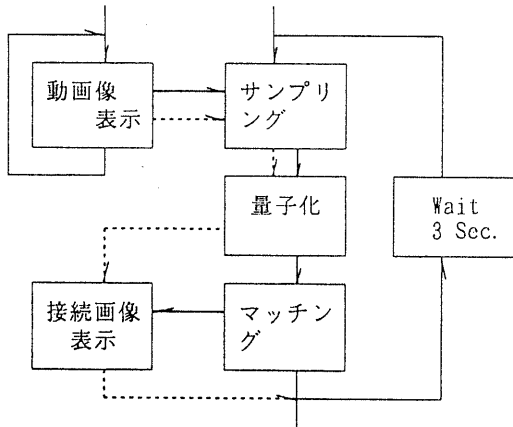 動画像
表示
サンプリ
ング
量子化
Wait
3 Sec.
接続画像
表示
マッチン
グ